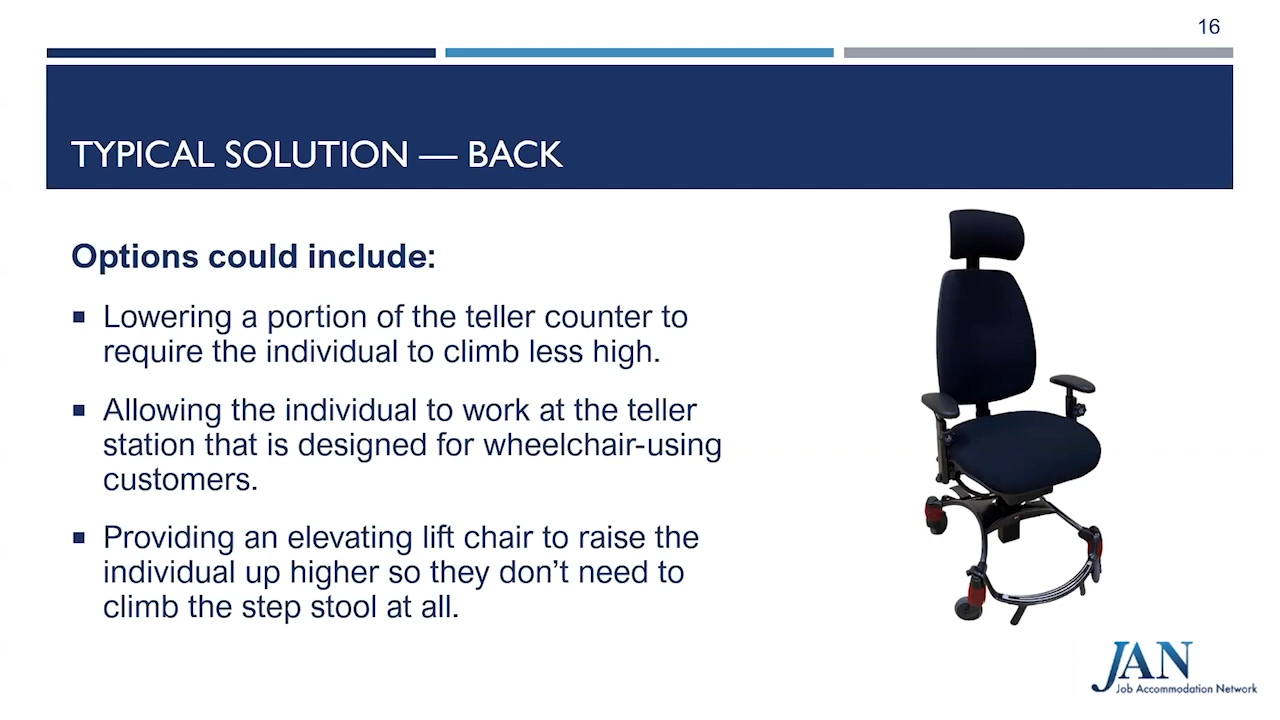 16
TYPICAL SOLUTION — BACK
Options could include:
▪ Lowering a portion of the teller counter to
require the individual to climb less high.
▪ Allowing the individual to work at the teller
station that is designed for wheelchair-using
customers.
▪ Providing an elevating lift chair to raise the
individual up higher so they don’t need to
climb the step stool at all.
JAN
Job Accommodation Network